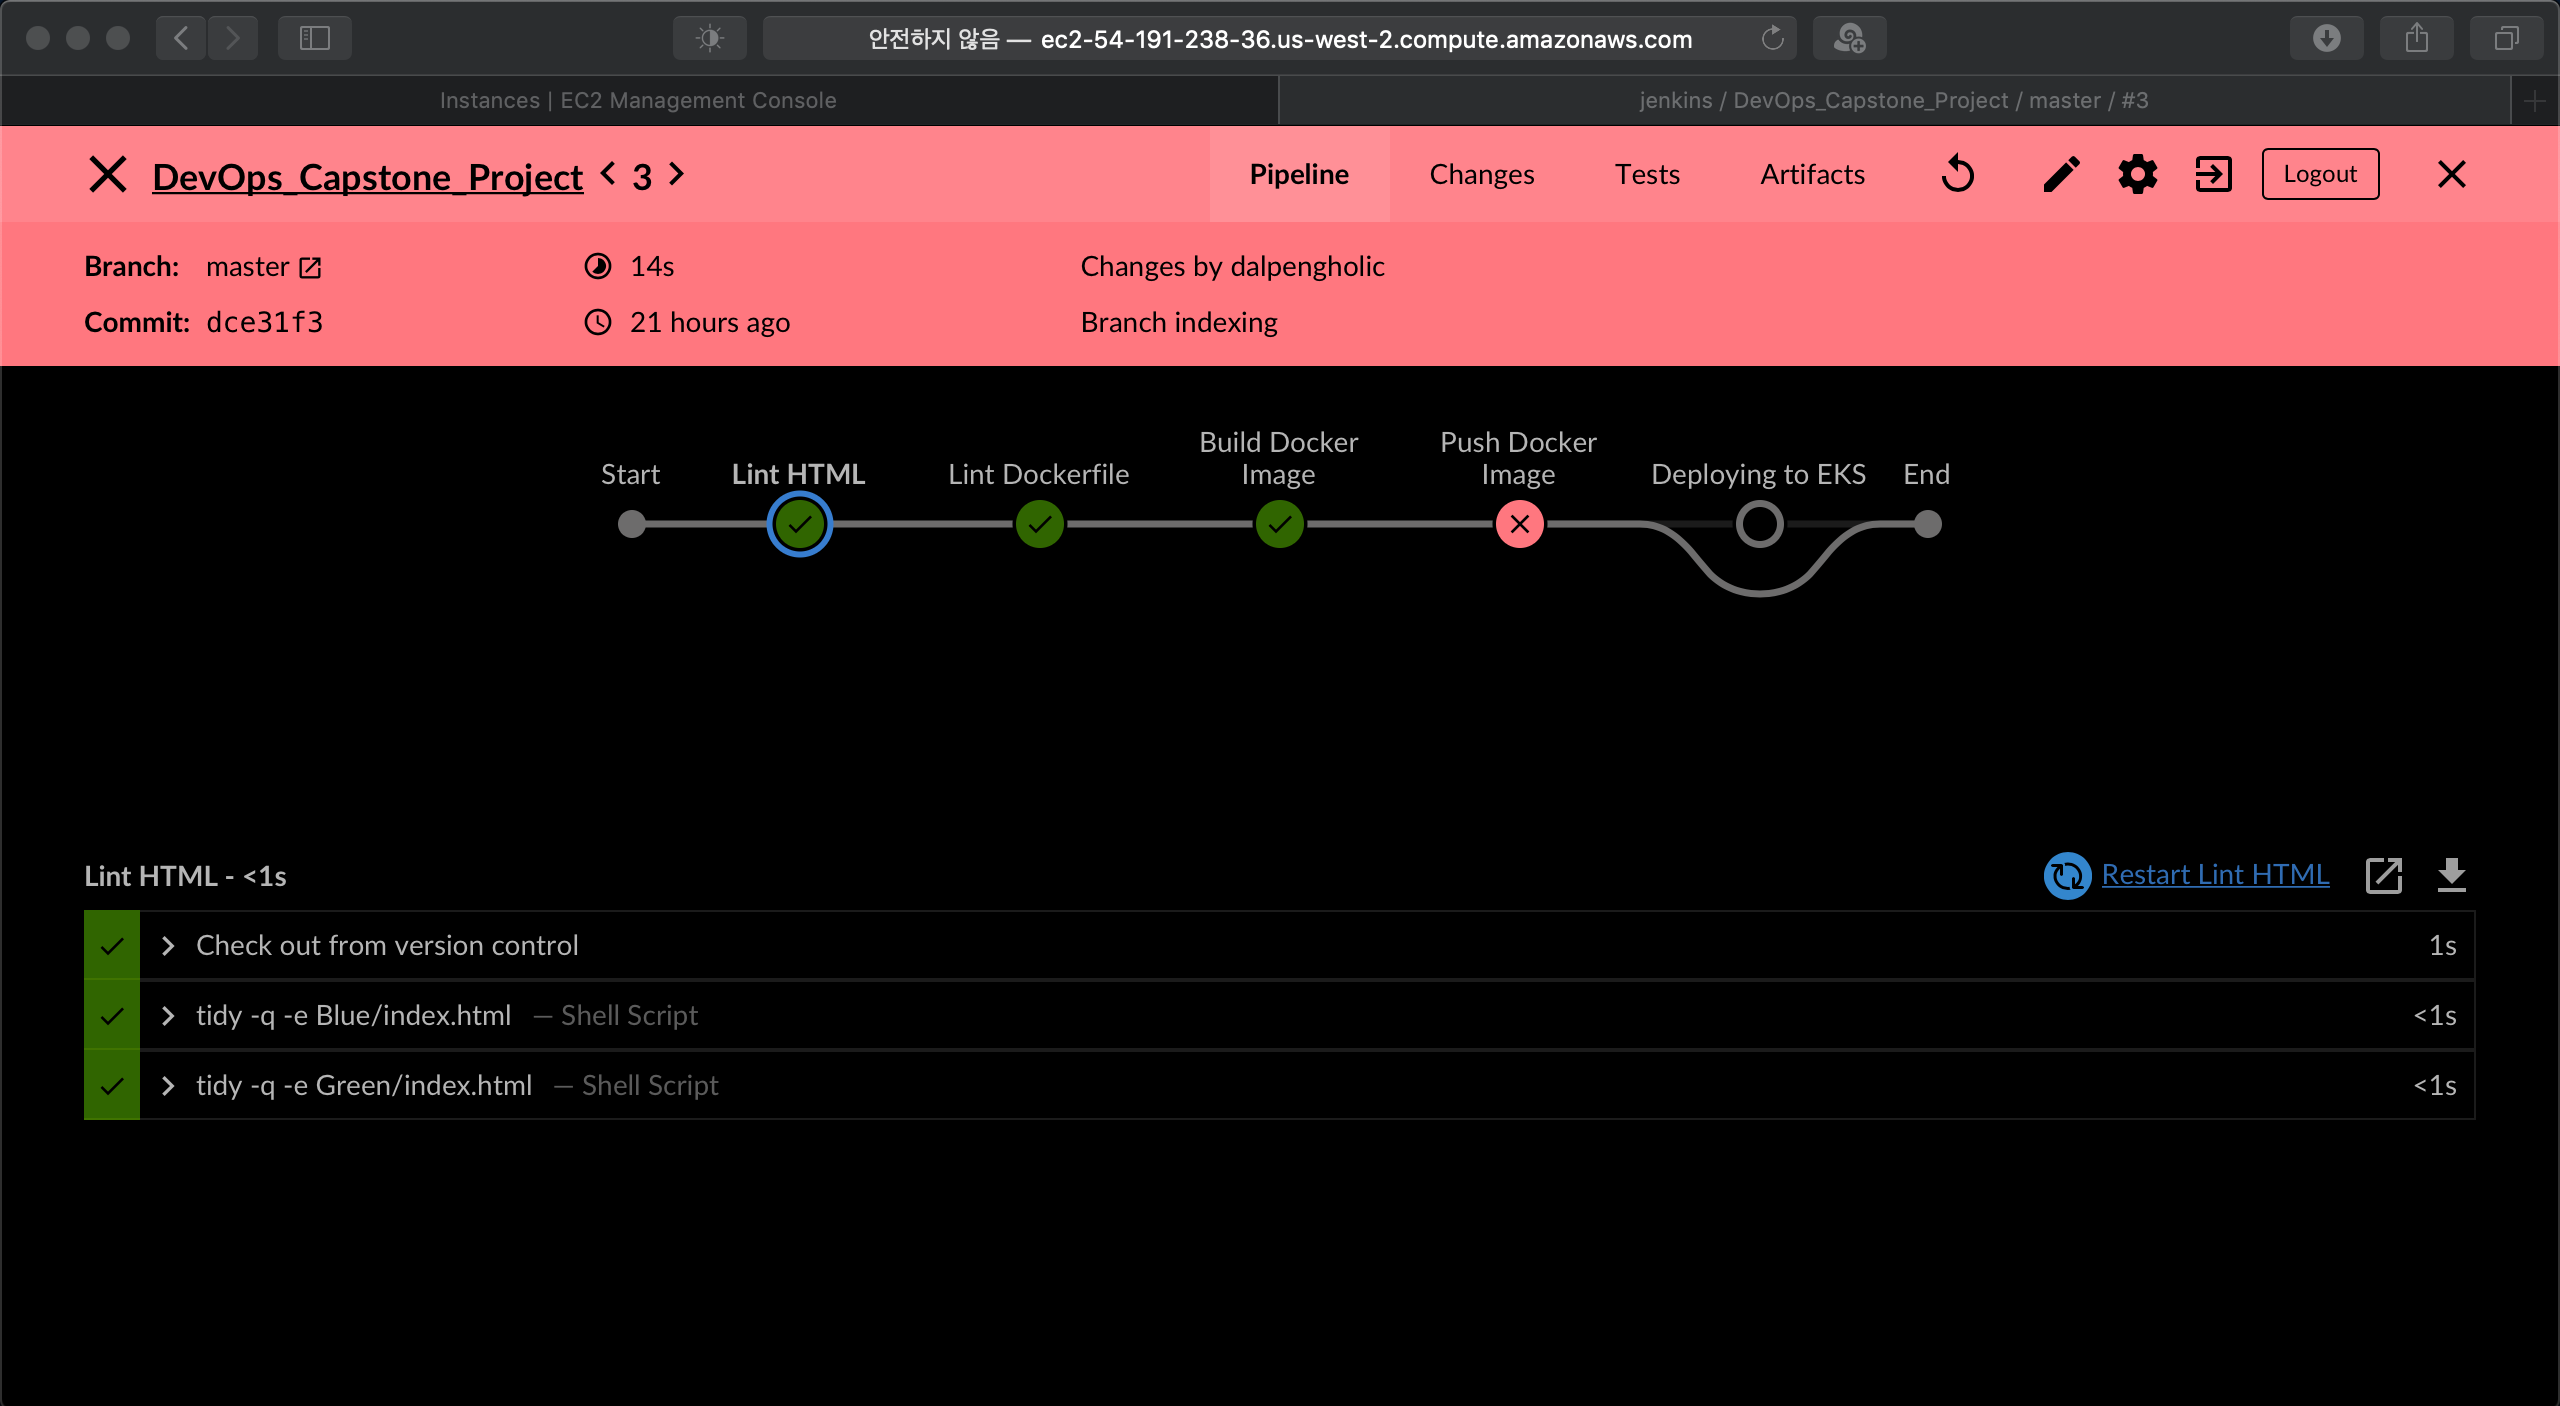 안전하지 않음 — ec2-54-191-238-36.us-west-2.compute.amazonaws.com
Instances | EC2 Management Console
jenkins / DevOps_Capstone_Project / master / #3
DevOps_Capstone_Project < 3 >
Pipeline
Changes
Tests
Artifacts
Logout
Branch: master
14s
Changes by dalpengholic
Commit: dce31f3
21 hours ago
Branch indexing
Start
Lint HTML
Lint Dockerfile
Build Docker
Image
Push Docker
Image
Deploying to EKS
End
Lint HTML - <1s
Restart Lint HTML
Check out from version control
1s
tidy -q -e Blue/index.html — Shell Script
<1s
tidy -q -e Green/index.html — Shell Script
<1s